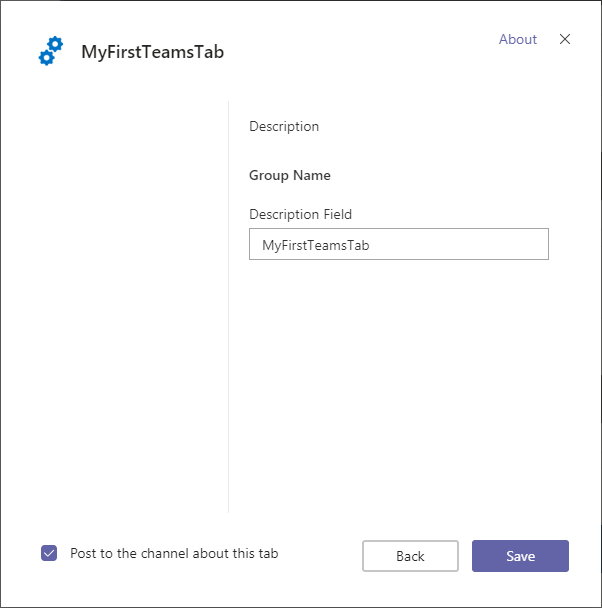 MyFirstTeamsTab
About
Description
Group Name
Description Field
MyFirstTeamsTab
Post to the channel about this tab
Back
Save